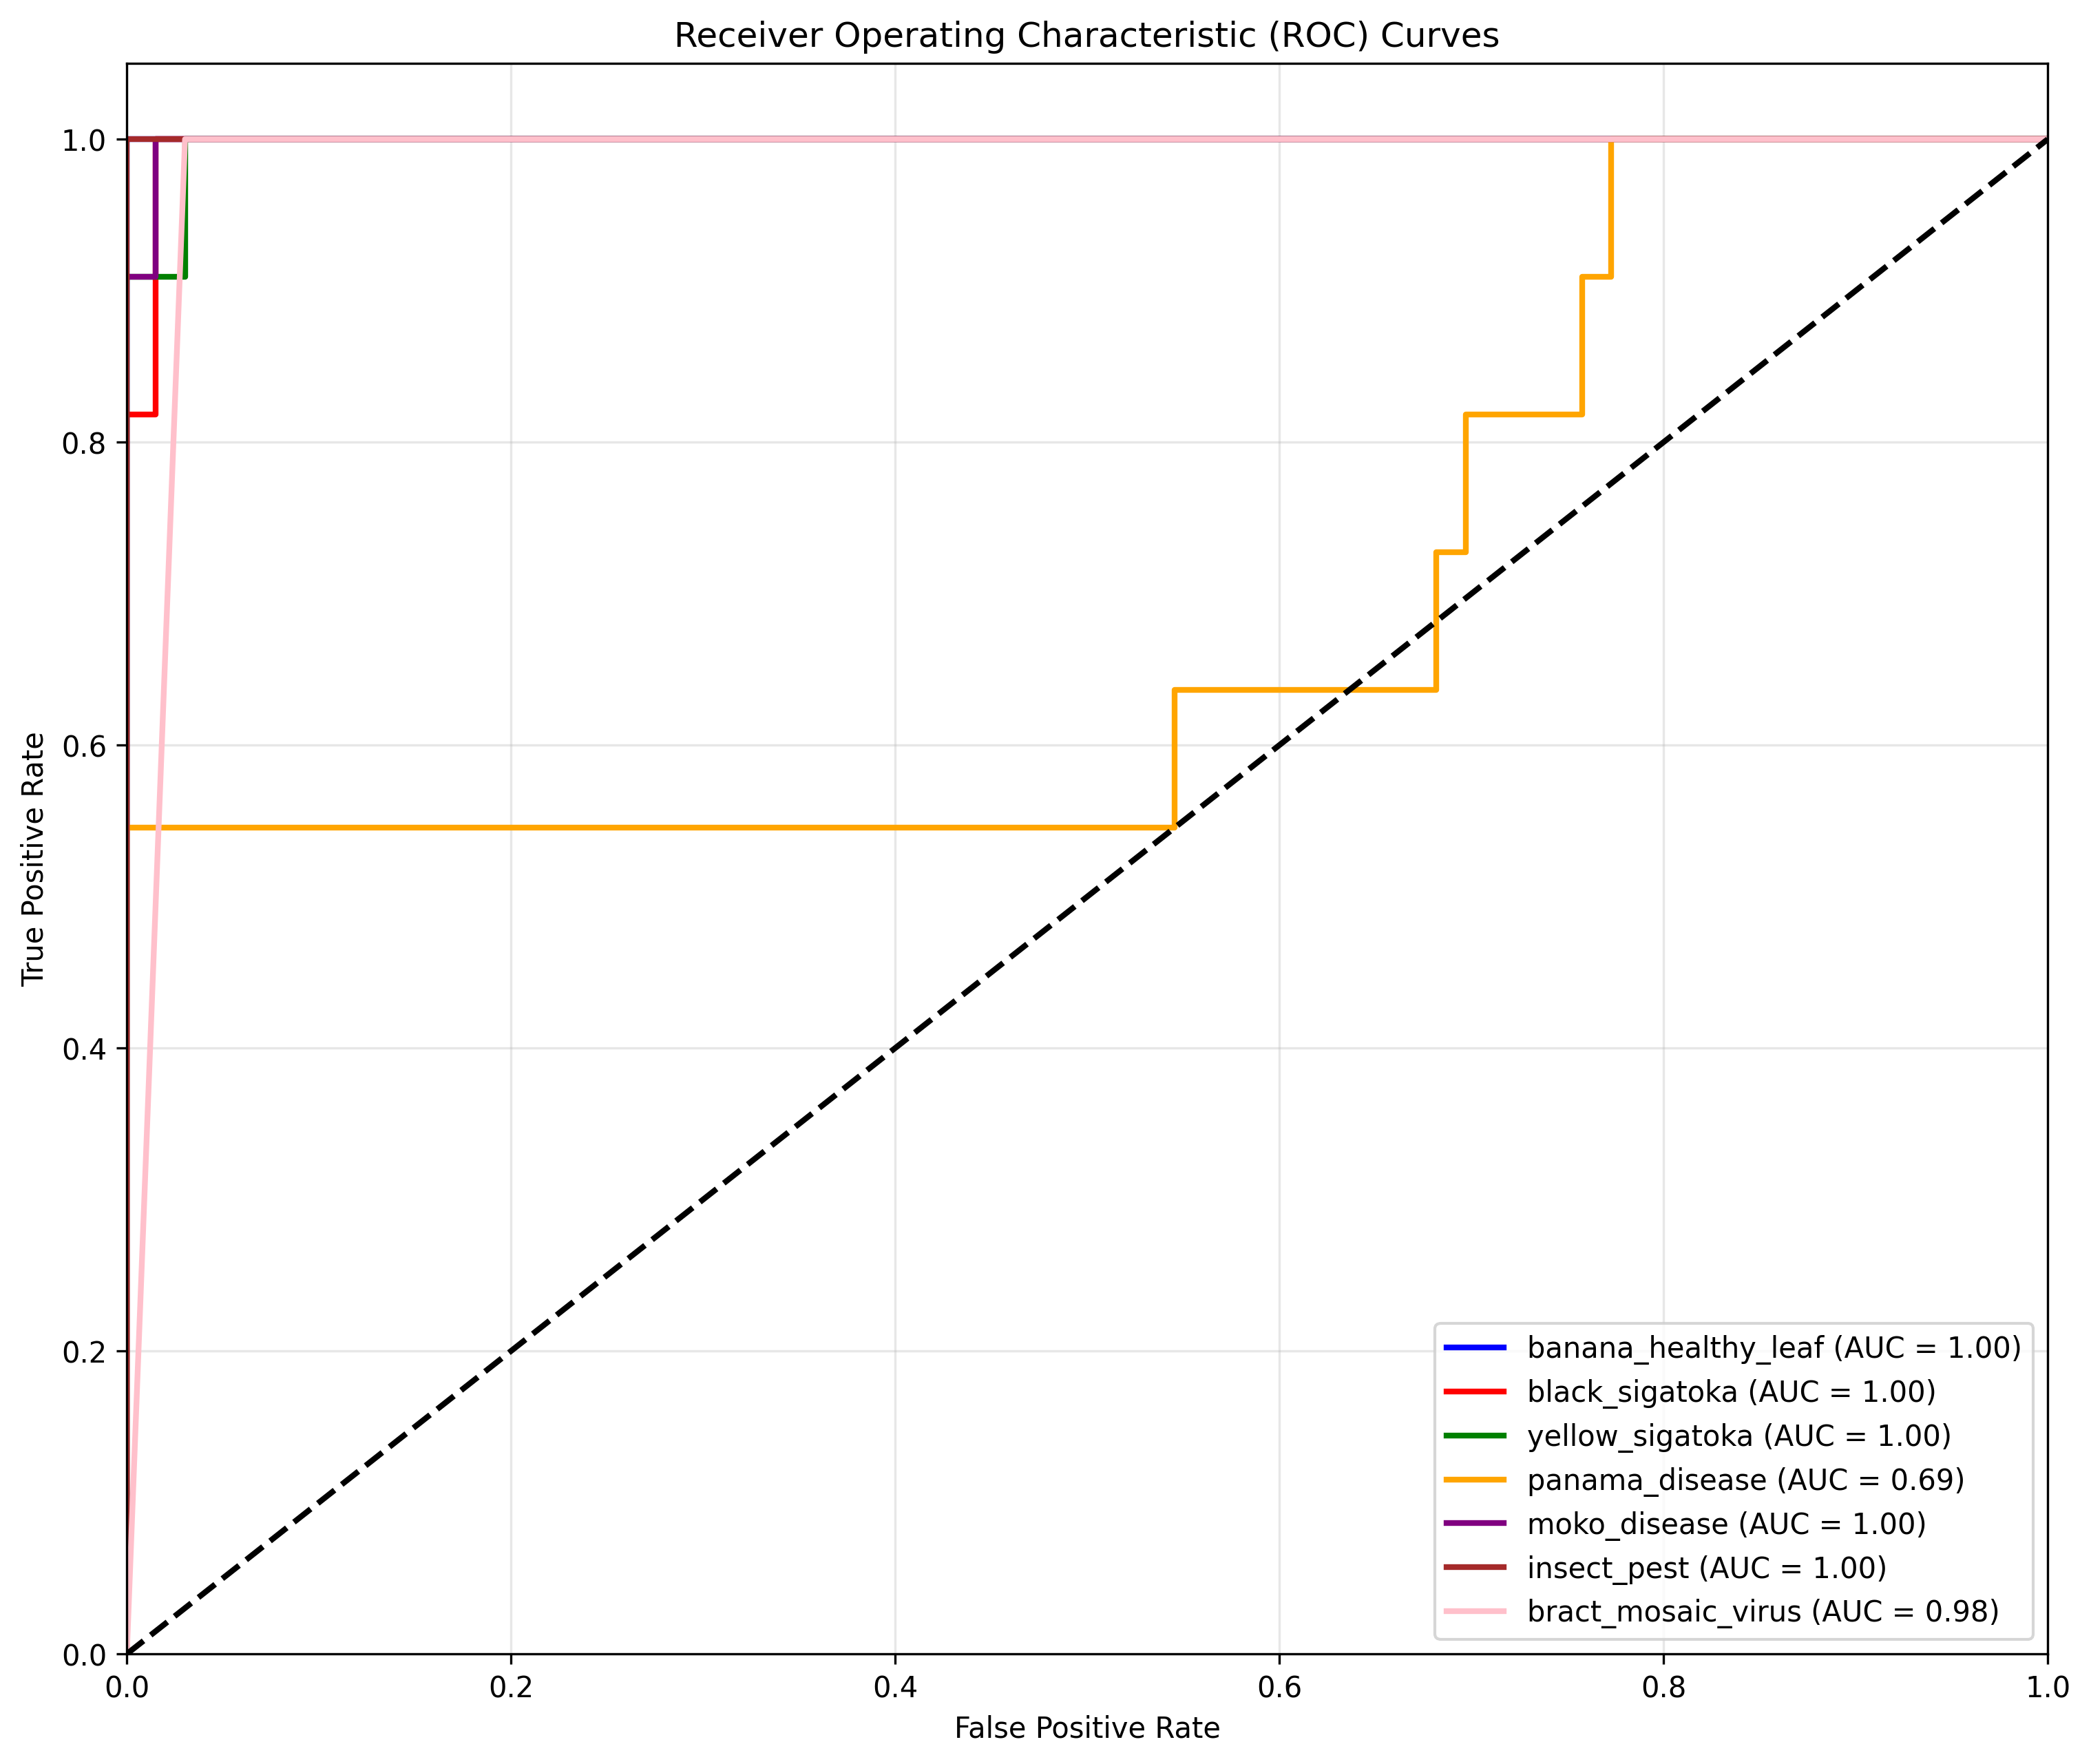 Receiver Operating Characteristic (ROC) Curves
True Positive Rate
1.0
0.8
0.6
0.4
0.2
0.0
0.0
0.2
0.4
0.6
0.8
1.0
False Positive Rate
banana_healthy_leaf (AUC = 1.00)
black_sigatoka (AUC = 1.00)
yellow_sigatoka (AUC = 1.00)
panama_disease (AUC = 0.69)
moko_disease (AUC = 1.00)
insect_pest (AUC = 1.00)
bract_mosaic_virus (AUC = 0.98)